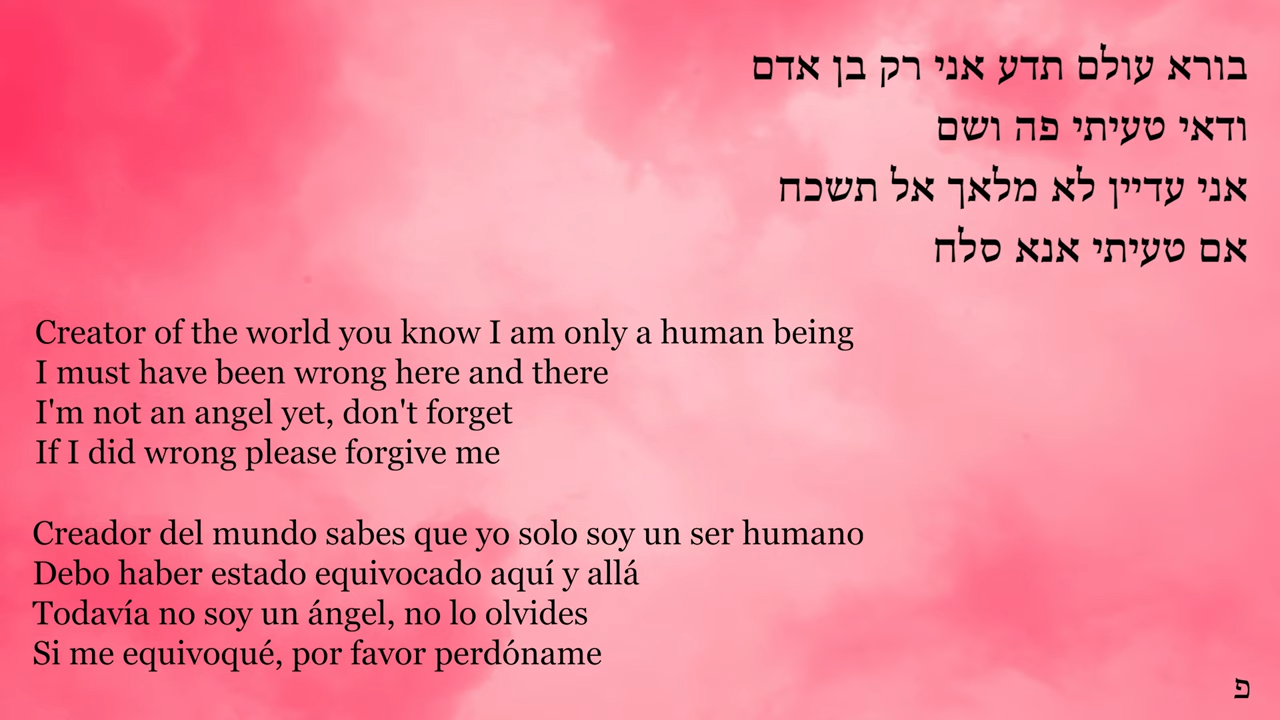 בורא עולם תדע אני רק בן אדם
ודאי טעיתי פה ושם
אני עדיין לא מלאך אל תשכח
אם טעיתי אנא סלח
Creator of the world you know I am only a human being
I must have been wrong here and there
I'm not an angel yet, don't forget
If I did wrong please forgive me
Creador del mundo sabes que yo solo soy un ser humano
Debo haber estado equivocado aquí y allá
Todavía no soy un ángel, no lo olvides
Si me equivoqué, por favor perdóname
פ